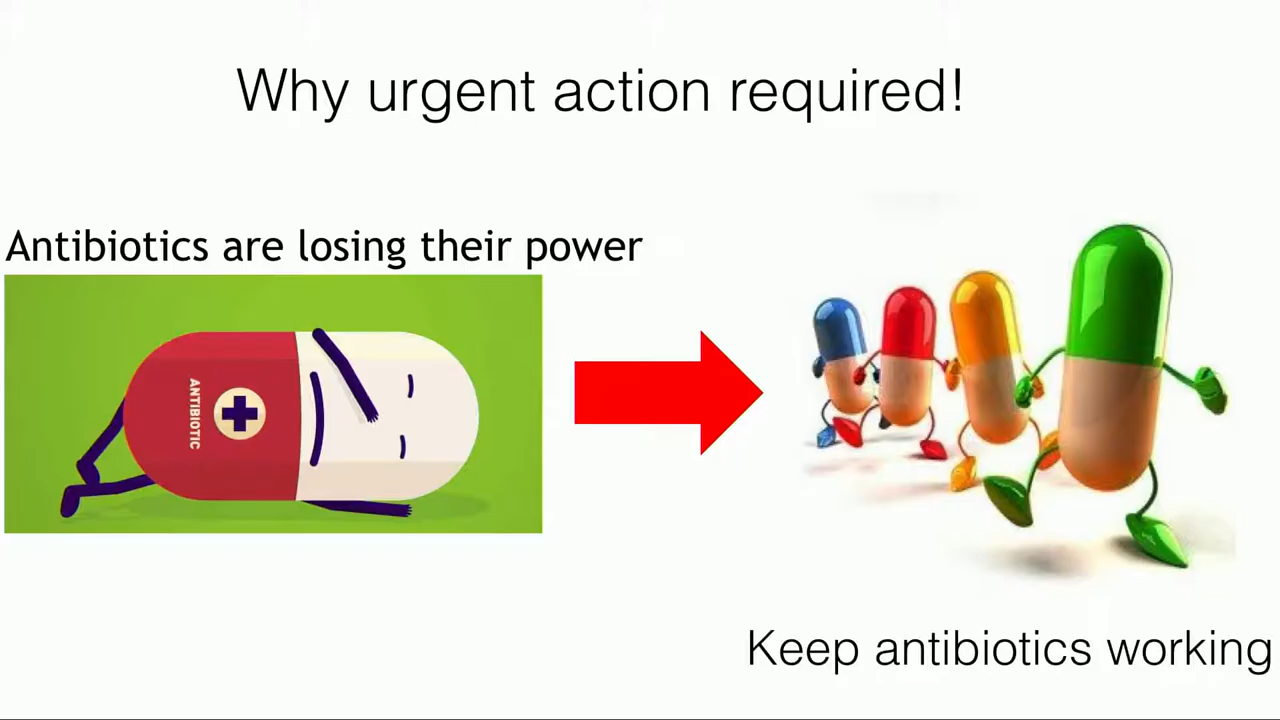 Why urgent action required!
Antibiotics are losing their power
ANTIBIOTIC
Keep antibiotics working